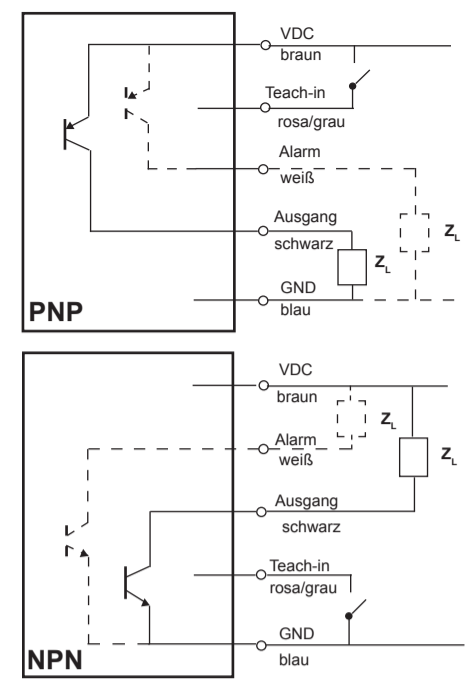 VDC
braun
Teach-in
rosa/grau
Alarm
weiß
Z_L
Ausgang
schwarz
Z_L
GND
blau
PNP
VDC
braun
Z_L
Alarm
weiß
Z_L
Ausgang
schwarz
Teach-in
rosa/grau
GND
blau
NPN